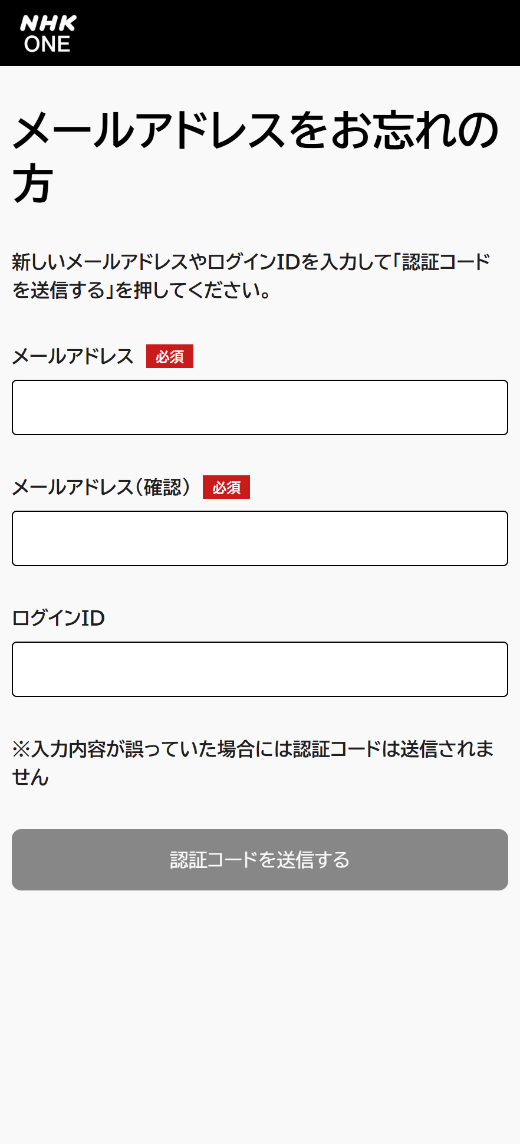 NHK
ONE
メールアドレスをお忘れの
方
新しいメールアドレスやログインIDを入力して「認証コード
を送信する」を押してください。
メールアドレス 必須
メールアドレス（確認） 必須
ログインID
※入力内容が誤っていた場合には認証コードは送信されま
せん
認証コードを送信する